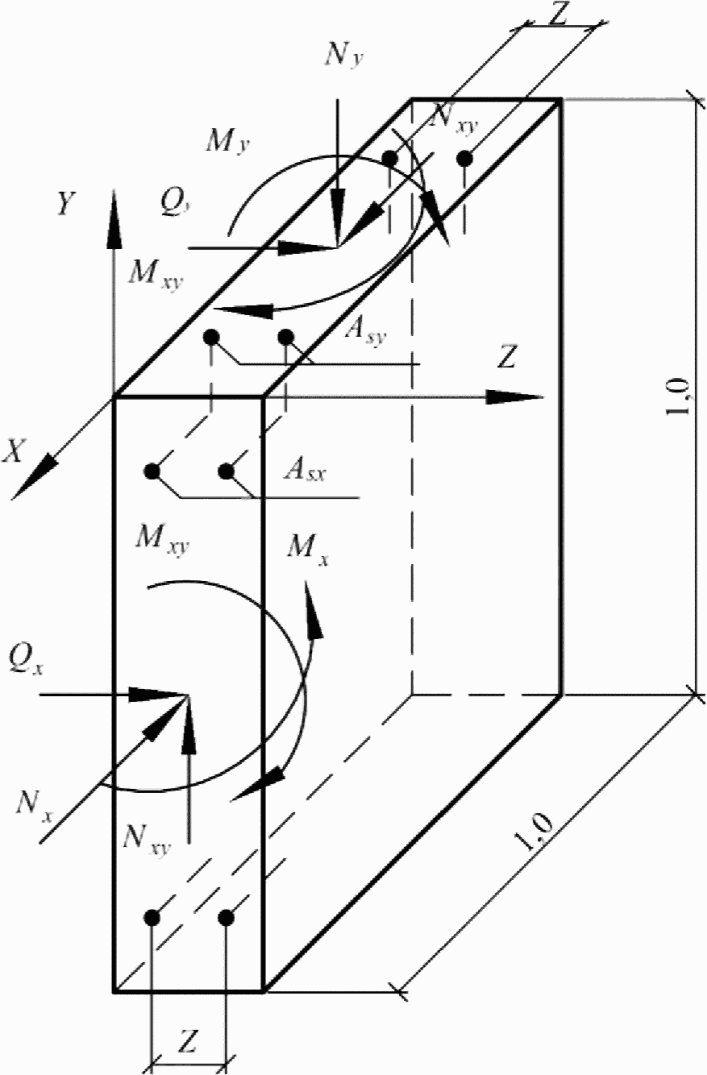 Z
N y
N xy
M y
Q y
Y
M xy
A sy
Z
1,0
X
A sx
M xy
M x
Q x
N x
N xy
1,0
Z